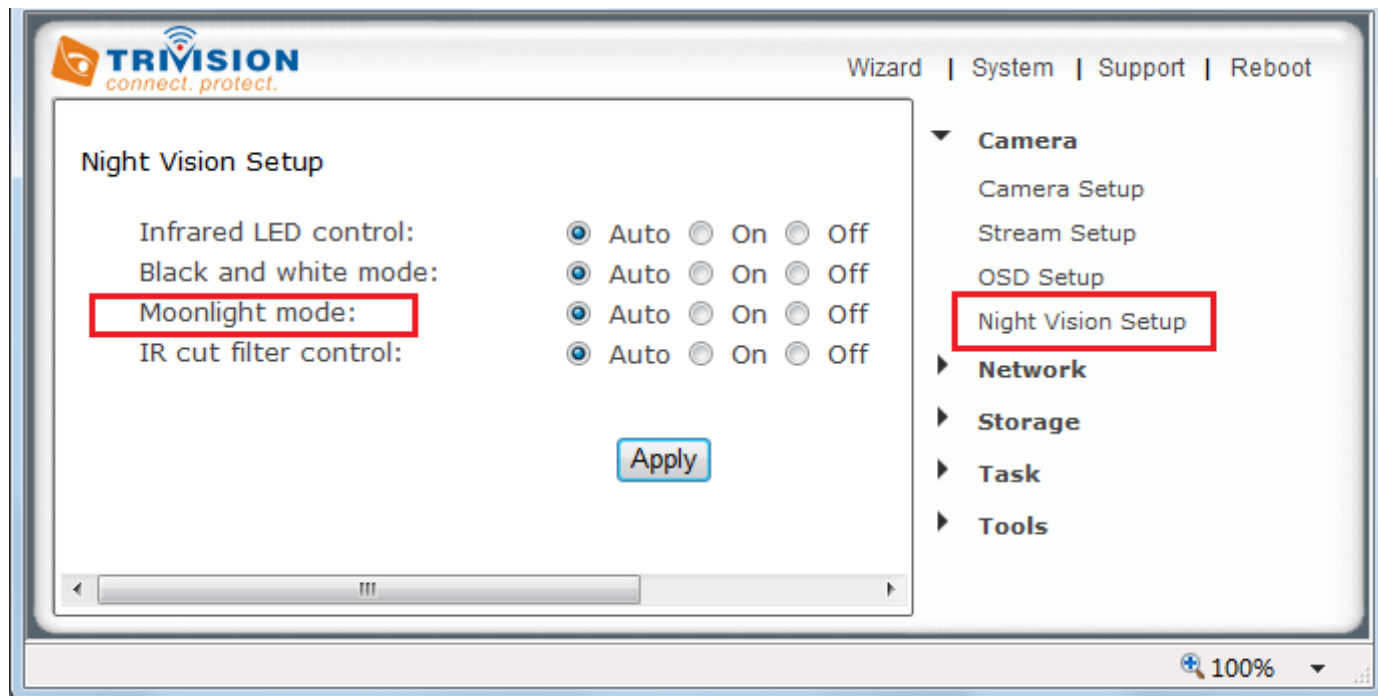 TRIVISION
connect. protect.
Wizard | System | Support | Reboot
Night Vision Setup
Infrared LED control: Auto On Off
Black and white mode: Auto On Off
Moonlight mode: Auto On Off
IR cut filter control: Auto On Off
Apply
Camera
Camera Setup
Stream Setup
OSD Setup
Night Vision Setup
Network
Storage
Task
Tools
100%